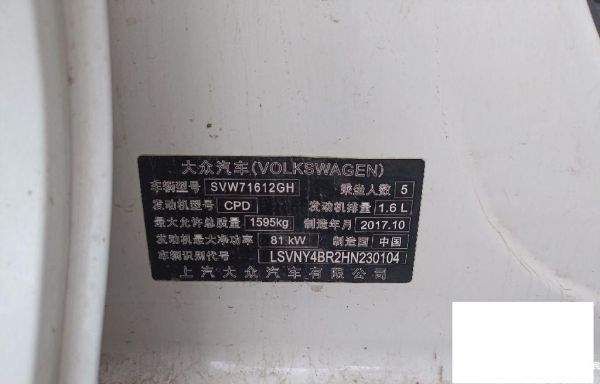 大众汽车(VOLKSWAGEN)
车辆型号 SVW71612GH 乘坐人数 5
发动机型号 CPD 发动机排量 1.6 L
最大允许总质量 1595kg 制造年月 2017.10
发动机最大净功率 81 kW 制造国 中国
车辆识别代号 LSVNY4BR2HN230104
上汽大众汽车有限公司